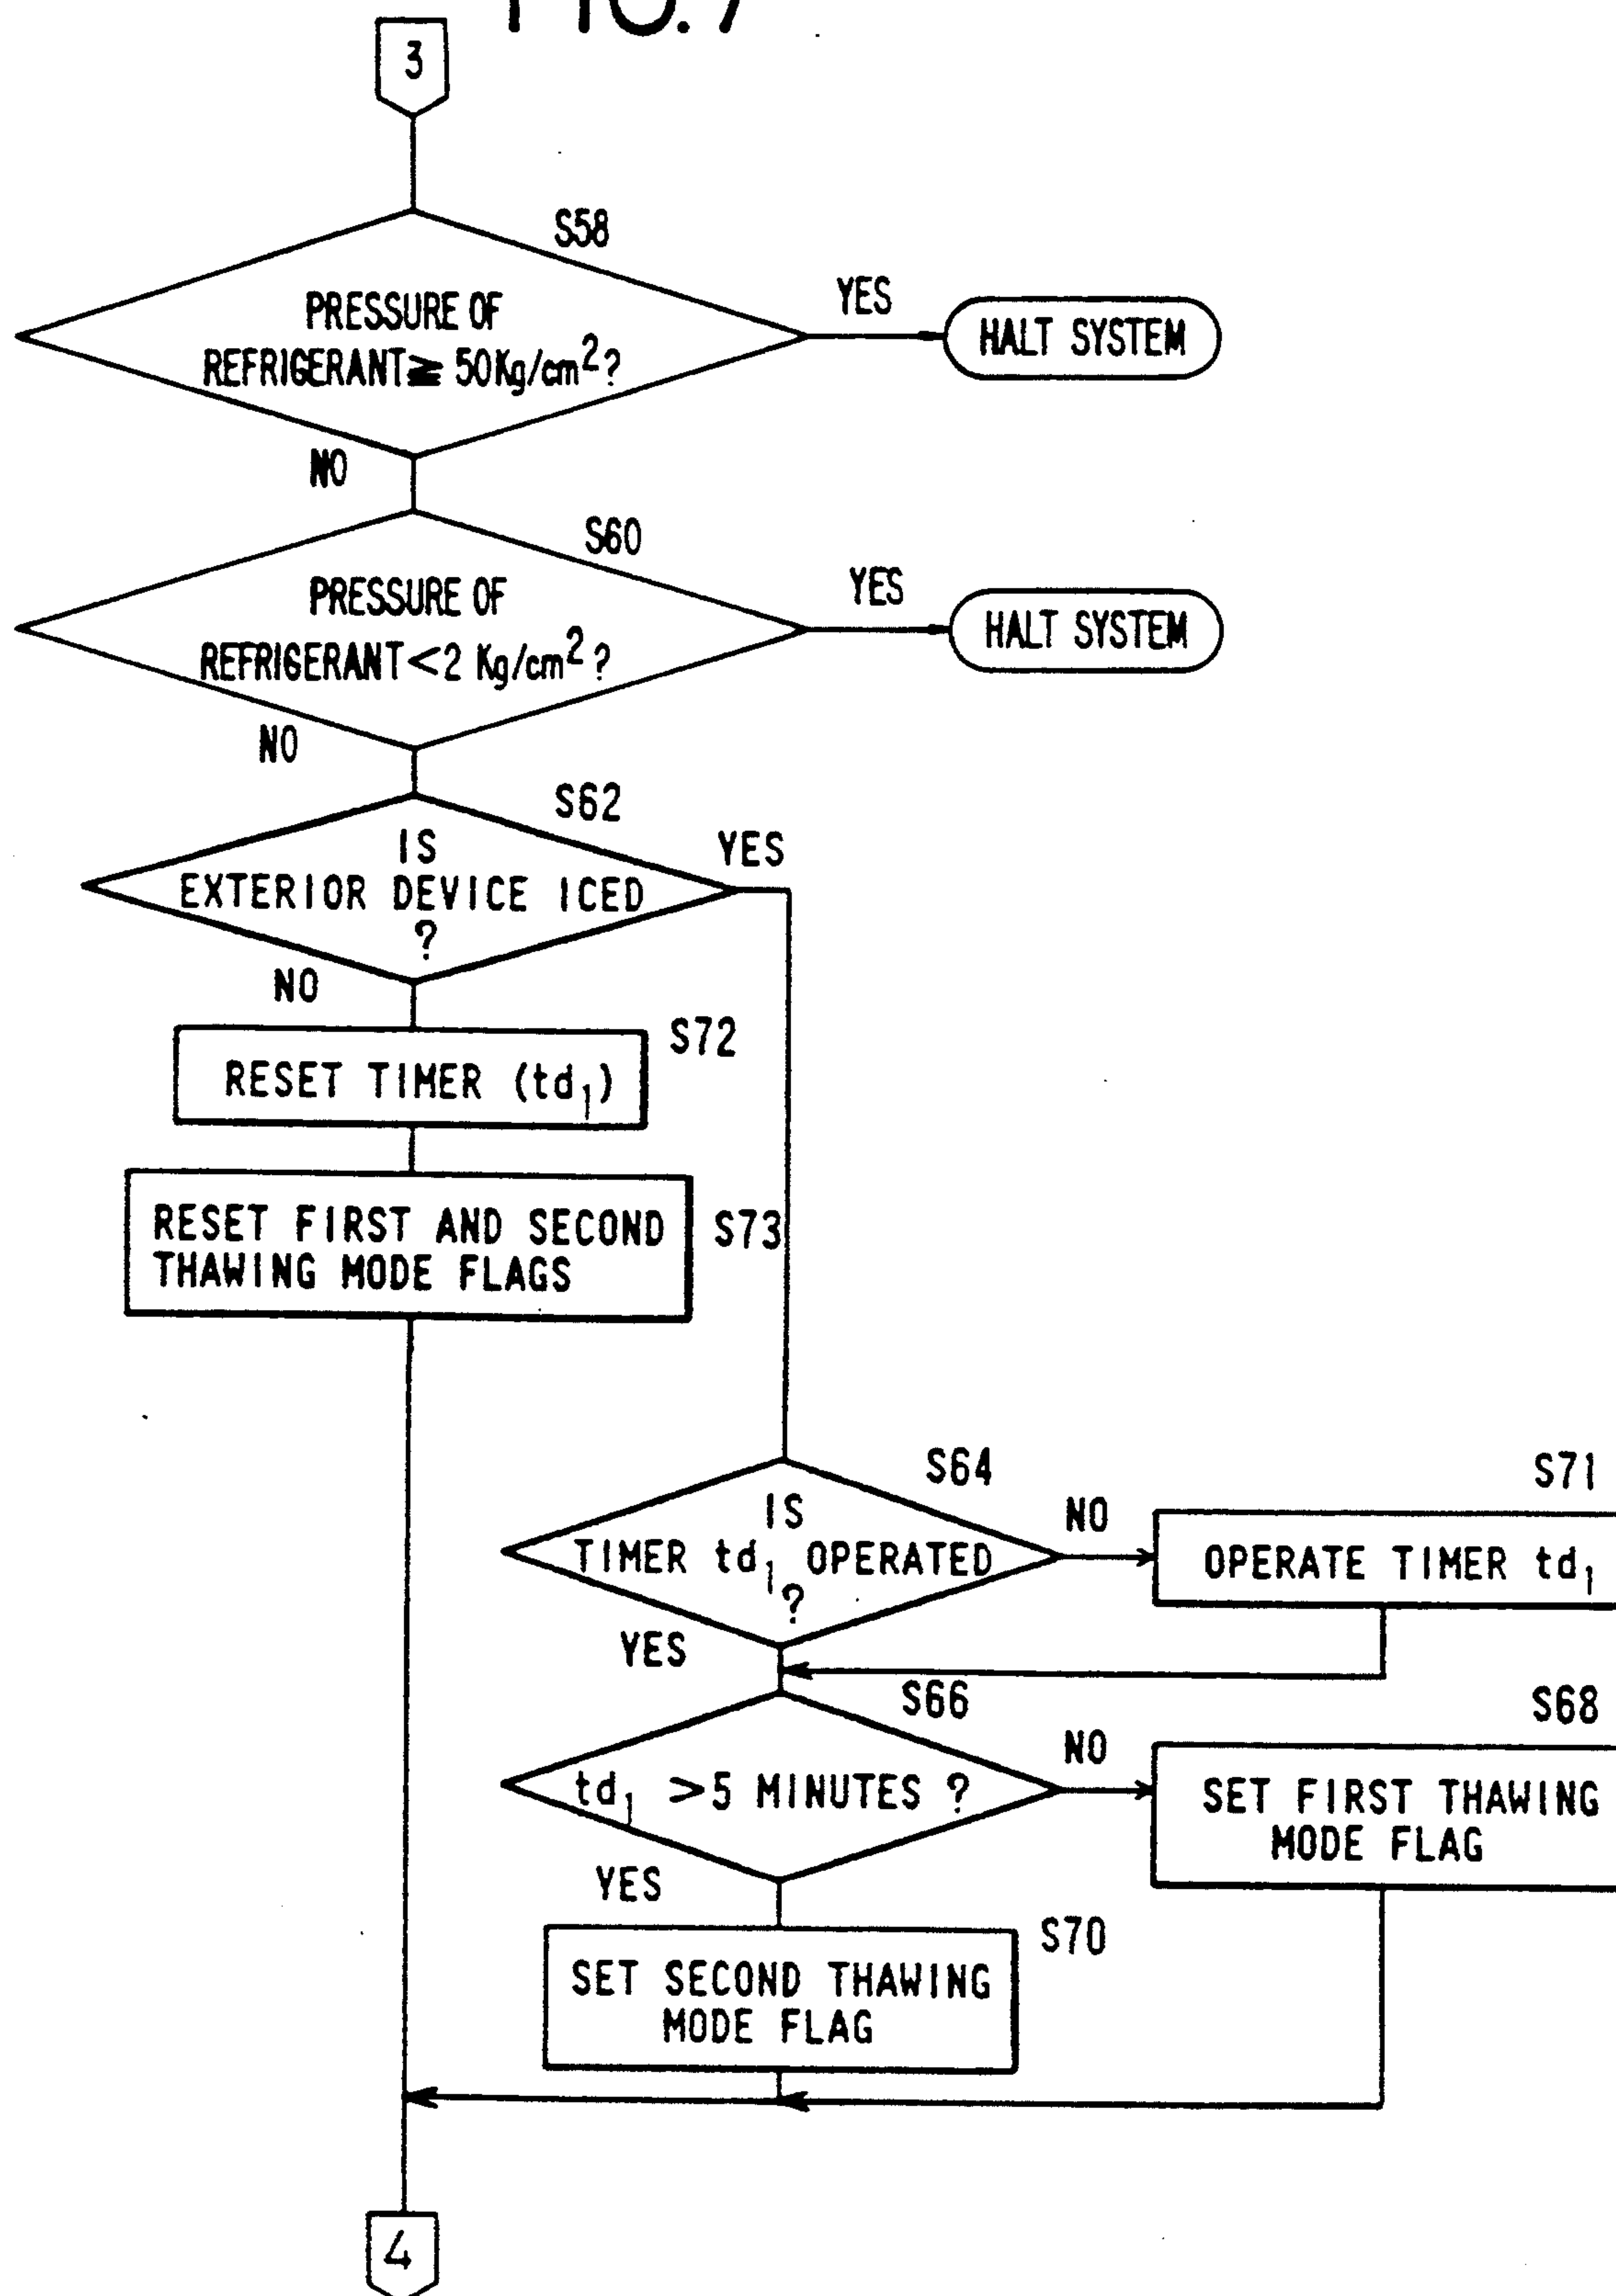 FIG. 7
3
S58
PRESSURE OF
REFRIGERANT≧ 50Kg/cm²?
YES
HALT SYSTEM
NO
S60
PRESSURE OF
REFRIGERANT<2 Kg/cm²?
YES
HALT SYSTEM
NO
S62
IS
EXTERIOR DEVICE ICED
?
YES
NO
S72
RESET TIMER (td₁)
S73
RESET FIRST AND SECOND
THAWING MODE FLAGS
S64
IS
TIMER td₁ OPERATED
?
NO
S71
OPERATE TIMER td₁
YES
S66
td₁ >5 MINUTES ?
NO
S68
SET FIRST THAWING
MODE FLAG
YES
S70
SET SECOND THAWING
MODE FLAG
4